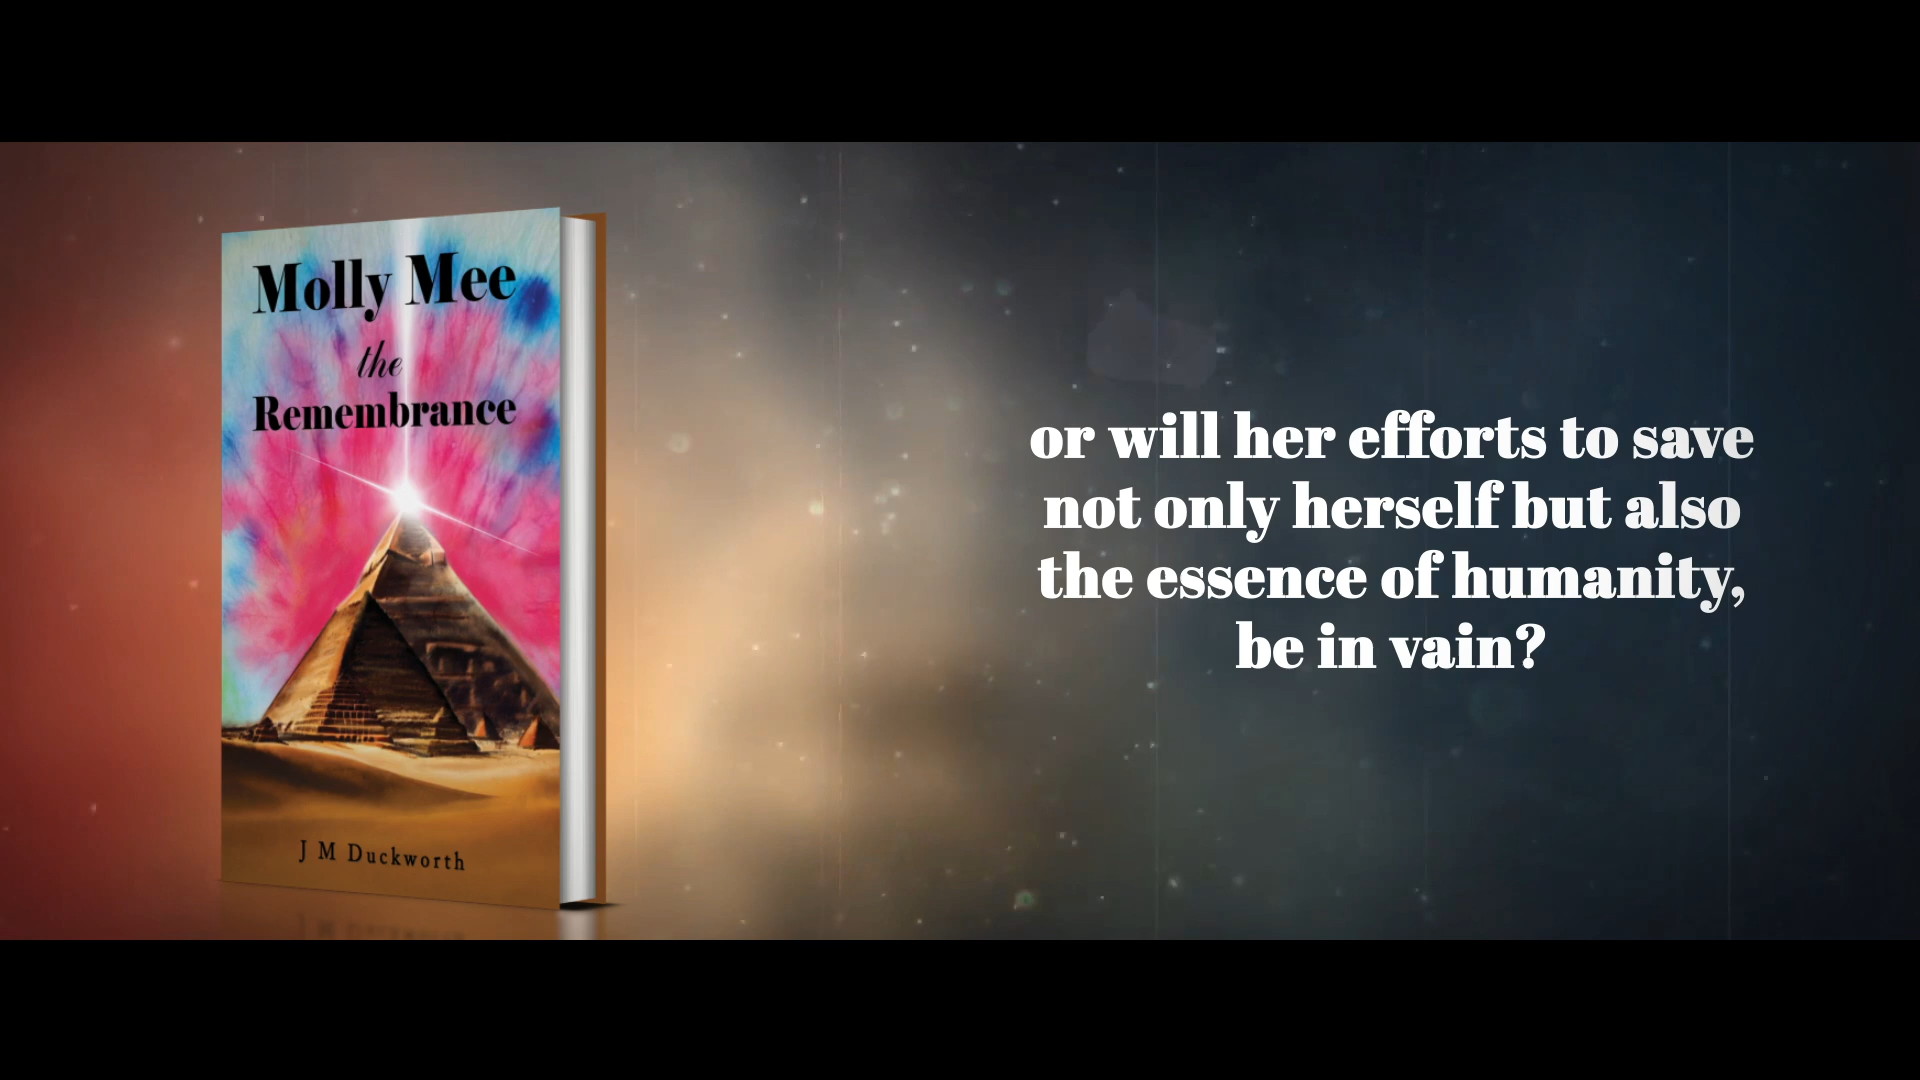 Molly Mee
the
Remembrance
J M Duckworth
or will her efforts to save
not only herself but also
the essence of humanity,
be in vain?